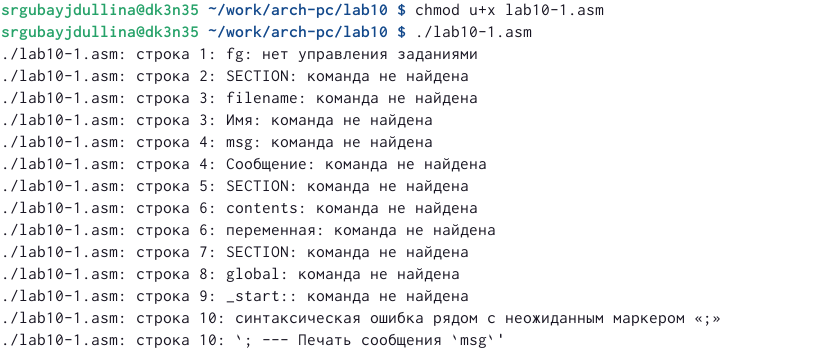 srgubayjdullina@dk3n35 ~/work/arch-pc/lab10 $ chmod u+x lab10-1.asm
srgubayjdullina@dk3n35 ~/work/arch-pc/lab10 $ ./lab10-1.asm
./lab10-1.asm: строка 1: fg: нет управления заданиями
./lab10-1.asm: строка 2: SECTION: команда не найдена
./lab10-1.asm: строка 3: filename: команда не найдена
./lab10-1.asm: строка 3: Имя: команда не найдена
./lab10-1.asm: строка 4: msg: команда не найдена
./lab10-1.asm: строка 4: Сообщение: команда не найдена
./lab10-1.asm: строка 5: SECTION: команда не найдена
./lab10-1.asm: строка 6: contents: команда не найдена
./lab10-1.asm: строка 6: переменная: команда не найдена
./lab10-1.asm: строка 7: SECTION: команда не найдена
./lab10-1.asm: строка 8: global: команда не найдена
./lab10-1.asm: строка 9: _start:: команда не найдена
./lab10-1.asm: строка 10: синтаксическая ошибка рядом с неожиданным маркером «;»
./lab10-1.asm: строка 10: `; --- Печать сообщения `msg`'